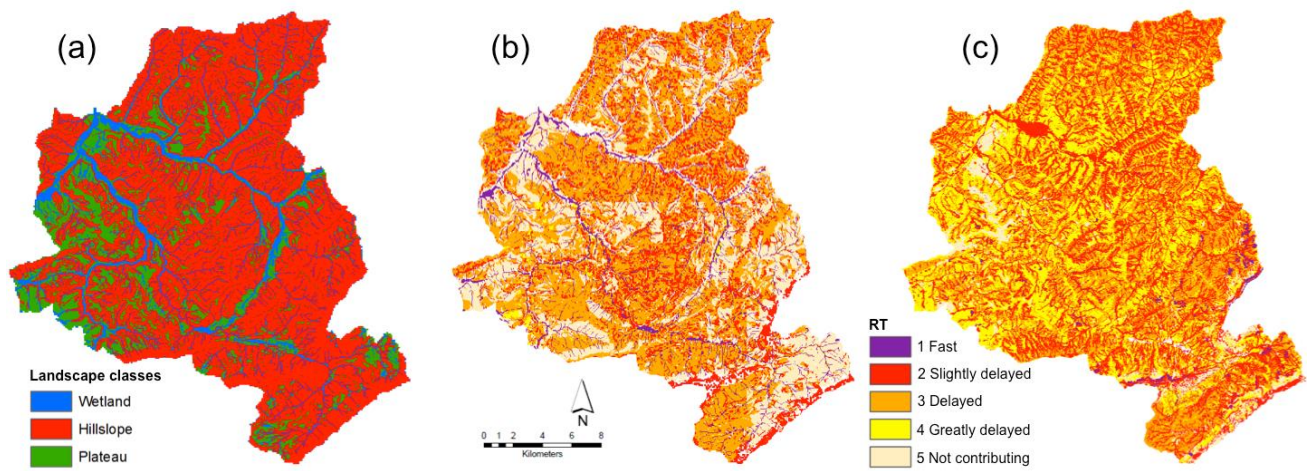 (a)
(b)
(c)
Landscape classes
Wetland
Hillslope
Plateau
N
0 1 2 4 6 8
Kilometers
RT
1 Fast
2 Slightly delayed
3 Delayed
4 Greatly delayed
5 Not contributing